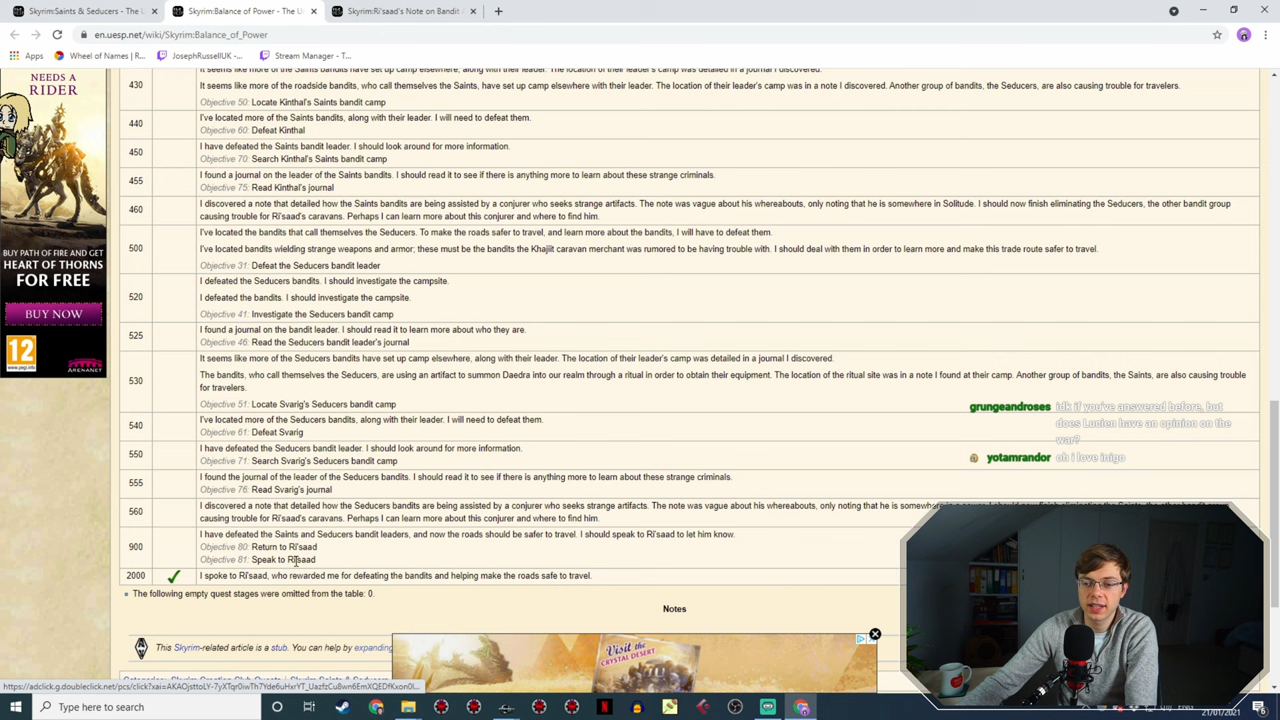 Skyrim:Saints & Seducers - The U
Skyrim:Balance of Power - The Un
Skyrim:Ri'saad's Note on Bandit A
en.uesp.net/wiki/Skyrim:Balance_of_Power
Apps
Wheel of Names | R...
JosephRussellUK -...
Stream Manager - T...
NEEDS A
RIDER
BUY PATH OF FIRE AND GET
HEART OF THORNS
FOR FREE
BUY NOW
12
www.pegi.info
ARENANET
It seems like more of the Saints bandits have set up camp elsewhere, along with their leader. The location of their leader's camp was detailed in a journal I discovered.
430
It seems like more of the roadside bandits, who call themselves the Saints, have set up camp elsewhere with their leader. The location of their leader's camp was in a note I discovered. Another group of bandits, the Seducers, are also causing trouble for travelers.
Objective 50: Locate Kinthal's Saints bandit camp
440
I've located more of the Saints bandits, along with their leader. I will need to defeat them.
Objective 60: Defeat Kinthal
450
I have defeated the Saints bandit leader. I should look around for more information.
Objective 70: Search Kinthal's Saints bandit camp
455
I found a journal on the leader of the Saints bandits. I should read it to see if there is anything more to learn about these strange criminals.
Objective 75: Read Kinthal's journal
460
I discovered a note that detailed how the Saints bandits are being assisted by a conjurer who seeks strange artifacts. The note was vague about his whereabouts, only noting that he is somewhere in Solitude. I should now finish eliminating the Seducers, the other bandit group
causing trouble for Ri'saad's caravans. Perhaps I can learn more about this conjurer and where to find him.
500
I've located the bandits that call themselves the Seducers. To make the roads safer to travel, and learn more about the bandits, I will have to defeat them.
I've located bandits wielding strange weapons and armor; these must be the bandits the Khajiit caravan merchant was rumored to be having trouble with. I should deal with them in order to learn more and make this trade route safer to travel.
Objective 31: Defeat the Seducers bandit leader
520
I defeated the Seducers bandits. I should investigate the campsite.
I defeated the bandits. I should investigate the campsite.
Objective 41: Investigate the Seducers bandit camp
525
I found a journal on the bandit leader. I should read it to learn more about who they are.
Objective 46: Read the Seducers bandit leader's journal
530
It seems like more of the Seducers bandits have set up camp elsewhere, along with their leader. The location of their leader's camp was detailed in a journal I discovered.
The bandits, who call themselves the Seducers, are using an artifact to summon Daedra into our realm through a ritual in order to obtain their equipment. The location of the ritual site was in a note I found at their camp. Another group of bandits, the Saints, are also causing trouble
for travelers.
Objective 51: Locate Svarig's Seducers bandit camp
540
I've located more of the Seducers bandits, along with their leader. I will need to defeat them.
Objective 61: Defeat Svarig
550
I have defeated the Seducers bandit leader. I should look around for more information.
Objective 71: Search Svarig's Seducers bandit camp
555
I found the journal of the leader of the Seducers bandits. I should read it to see if there is anything more to learn about these strange criminals.
Objective 76: Read Svarig's journal
560
I discovered a note that detailed how the Seducers bandits are being assisted by a conjurer who seeks strange artifacts. The note was vague about his whereabouts, only noting that he is
causing trouble for Ri'saad's caravans. Perhaps I can learn more about this conjurer and where to find him.
900
I have defeated the Saints and Seducers bandit leaders, and now the roads should be safer to travel. I should speak to Ri'saad to let him know.
Objective 80: Return to Ri'saad
Objective 81: Speak to Ri'saad
2000
I spoke to Ri'saad, who rewarded me for defeating the bandits and helping make the roads safe to travel.
The following empty quest stages were omitted from the table: 0.
Notes
This Skyrim-related article is a stub. You can help by expanding
Visit the
CRYSTAL DESERT
grungeandroses idk if you've answered before, but
does Lucien have an opinion on the
war?
yotamrandor oh i love inigo
Type here to search
ENG
21/01/2021